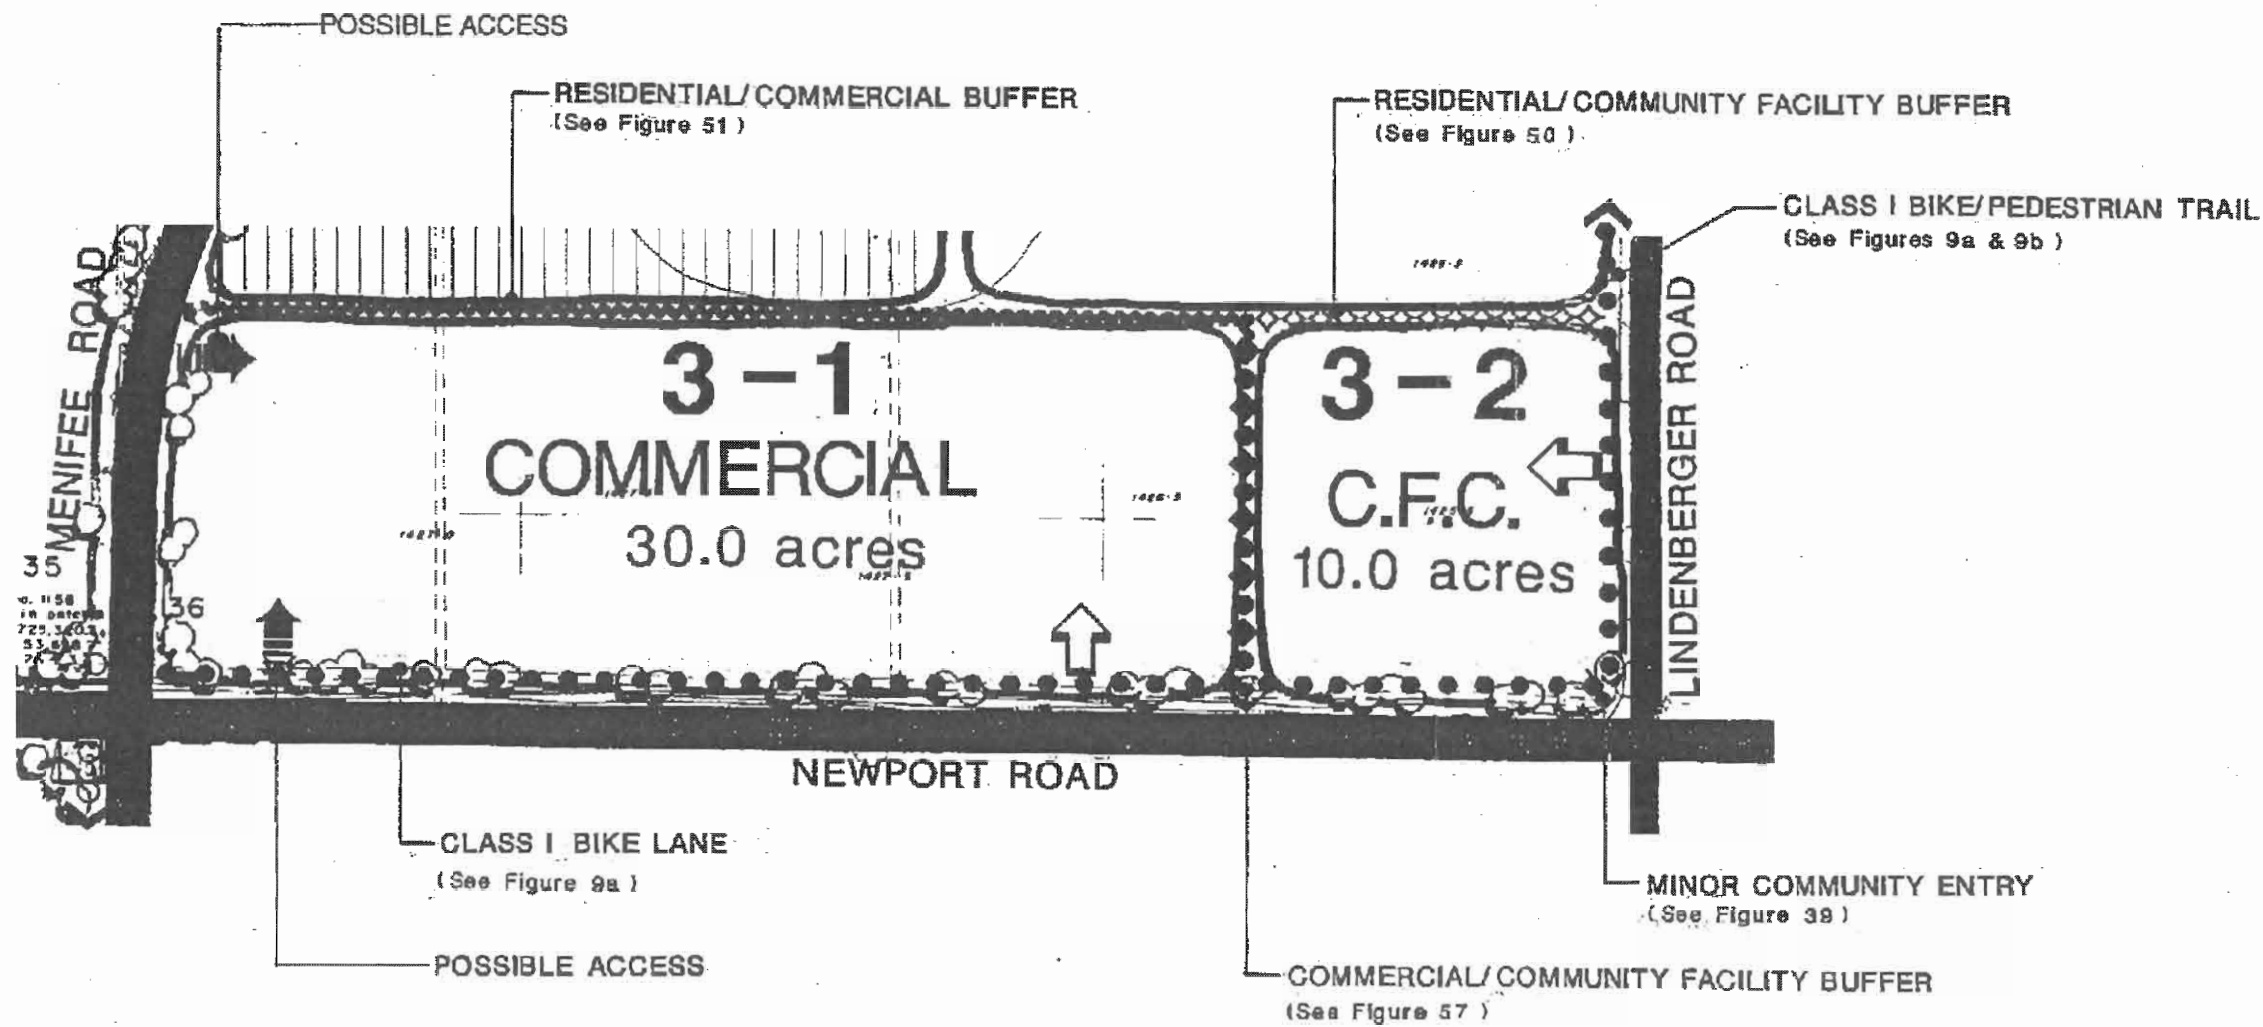 POSSIBLE ACCESS
RESIDENTIAL/COMMERCIAL BUFFER
(See Figure 51)
RESIDENTIAL/COMMUNITY FACILITY BUFFER
(See Figure 50)
CLASS I BIKE/PEDESTRIAN TRAIL
(See Figures 9a & 9b)
MENIFEE ROAD
3-1
COMMERCIAL
30.0 acres
3-2
C.F.C.
10.0 acres
LINDENBERGER ROAD
35
36
NEWPORT ROAD
CLASS I BIKE LANE
(See Figure 9a)
POSSIBLE ACCESS
MINOR COMMUNITY ENTRY
(See Figure 39)
COMMERCIAL/COMMUNITY FACILITY BUFFER
(See Figure 57)